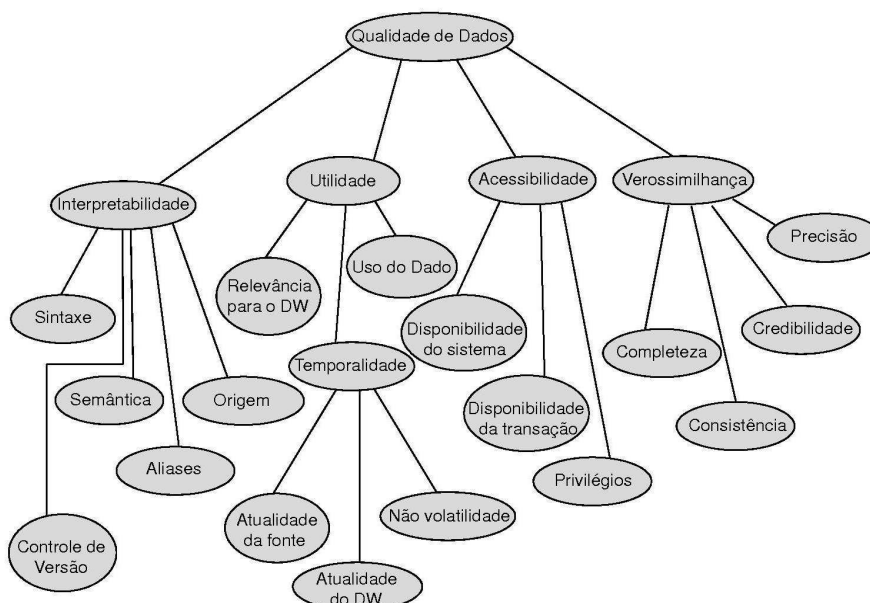 Qualidade de Dados
Interpretabilidade
Utilidade
Acessibilidade
Verossimilhança
Sintaxe
Semântica
Aliases
Origem
Controle de
Versão
Relevância
para o DW
Uso do Dado
Temporalidade
Atualidade
da fonte
Atualidade
do DW
Não volatilidade
Disponibilidade
do sistema
Disponibilidade
da transação
Privilégios
Completeza
Consistência
Credibilidade
Precisão